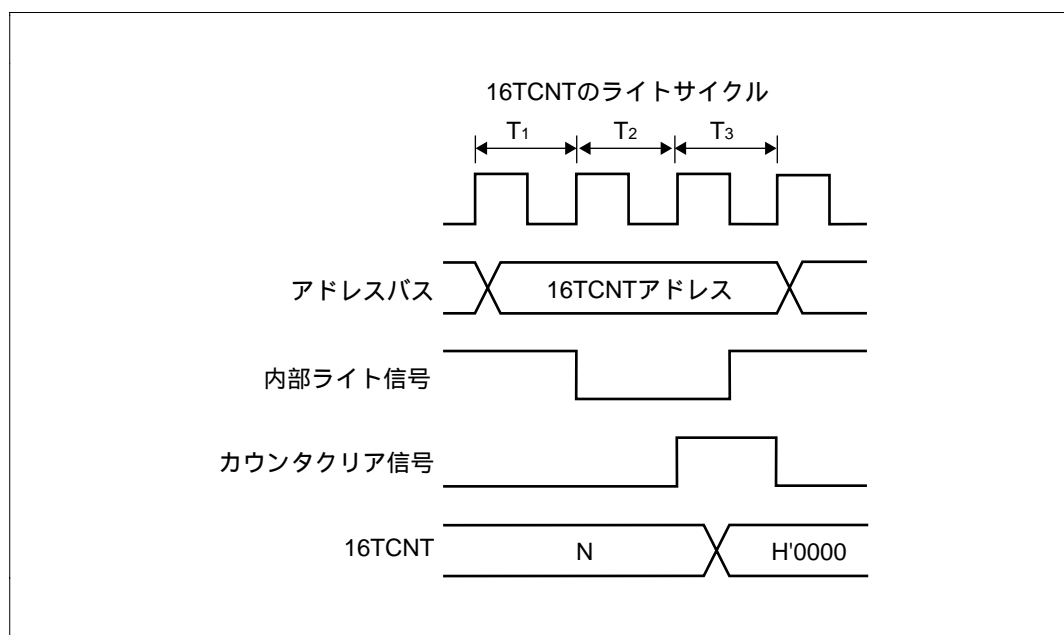 16TCNTのライトサイクル
T1 T2 T3
アドレスバス 16TCNTアドレス
内部ライト信号
カウンタクリア信号
16TCNT N H'0000